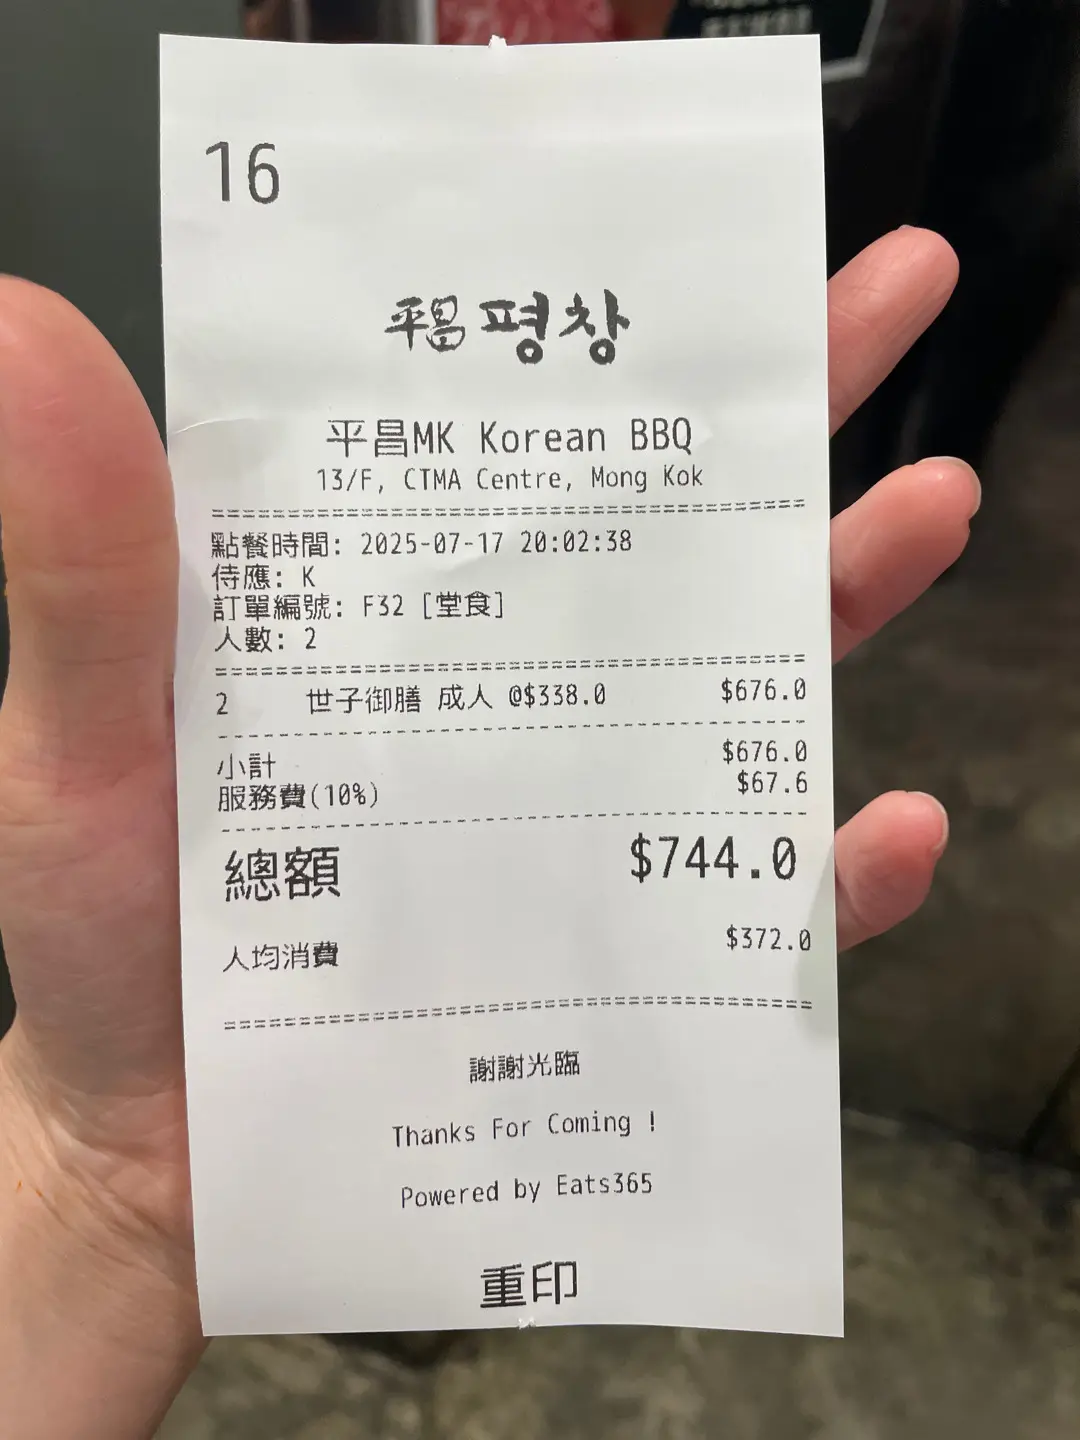 16
平昌 평창
平昌MK Korean BBQ
13/F, CTMA Centre, Mong Kok
點餐時間: 2025-07-17 20:02:38
侍應: K
訂單編號: F32 [堂食]
人數: 2
2 世子御膳 成人 @$338.0 $676.0
小計 $676.0
服務費(10%) $67.6
總額 $744.0
人均消費 $372.0
謝謝光臨
Thanks For Coming !
Powered by Eats365
重印